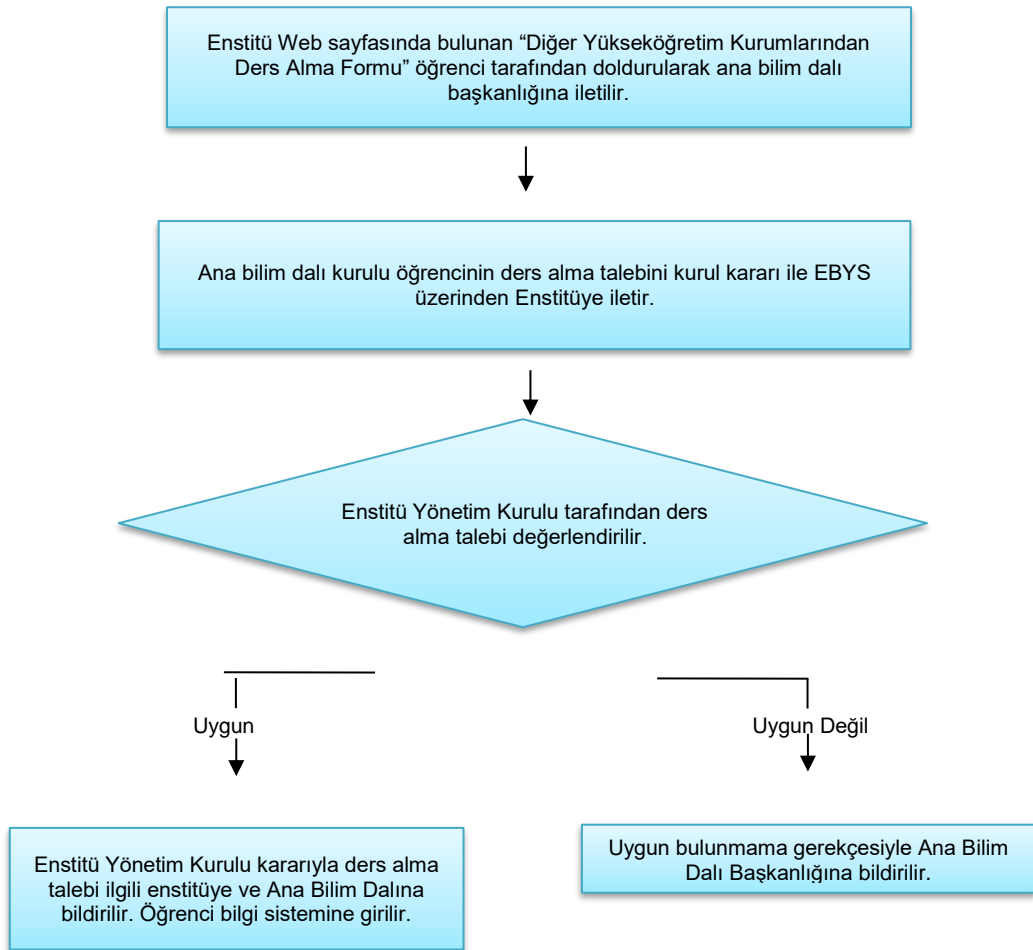 Enstitü Web sayfasında bulunan “Diğer Yükseköğretim Kurumlarından
Ders Alma Formu” öğrenci tarafından doldurularak ana bilim dalı
başkanlığına iletilir.
Ana bilim dalı kurulu öğrencinin ders alma talebini kurul kararı ile EBYS
üzerinden Enstitüye iletir.
Enstitü Yönetim Kurulu tarafından ders
alma talebi değerlendirilir.
Uygun
Uygun Değil
Enstitü Yönetim Kurulu kararıyla ders alma
talebi ilgili enstitüye ve Ana Bilim Dalına
bildirilir. Öğrenci bilgi sistemine girilir.
Uygun bulunmama gerekçesiyle Ana Bilim
Dalı Başkanlığına bildirilir.